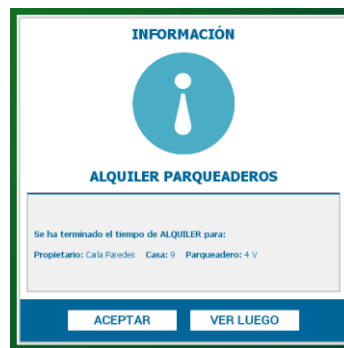 INFORMACIÓN
ALQUILER PARQUEADEROS
Se ha terminado el tiempo de ALQUILER para:
Propietario: Carla Paredes Casa: 9 Parqueadero: 4 V
ACEPTAR VER LUEGO